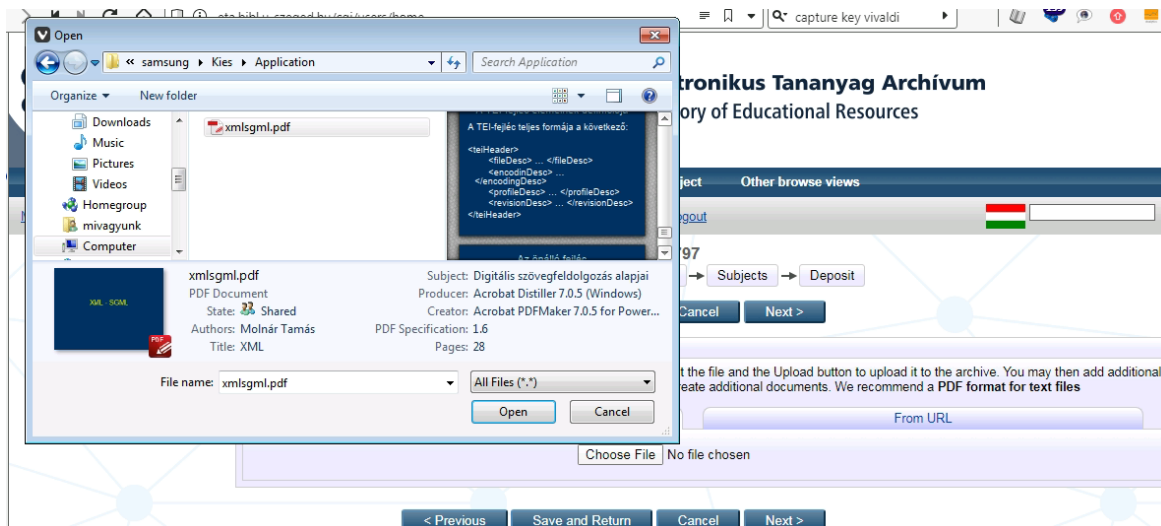 capture key vivaldi
Open
« samsung ▸ Kies ▸ Application
Search Application
Organize ▾ New folder
Downloads
Music
Pictures
Videos
Homegroup
mivagyunk
Computer
xmlsgml.pdf
A TEI-fejléc teljes formája a következő:
<teiHeader>
<fileDesc> ... </fileDesc>
<encodinDesc> ...
</encodingDesc>
<profileDesc> ... </profileDesc>
<revisionDesc> ... </revisionDesc>
</teiHeader>
Az önálló fejléc
XML - SGML
PDF
xmlsgml.pdf
PDF Document
State: Shared
Authors: Molnár Tamás
Title: XML
Subject: Digitális szövegfeldolgozás alapjai
Producer: Acrobat Distiller 7.0.5 (Windows)
Creator: Acrobat PDFMaker 7.0.5 for Power...
PDF Specification: 1.6
Pages: 28
File name: xmlsgml.pdf
All Files (*.*)
Open Cancel
tronikus Tananyag Archívum
ory of Educational Resources
ject Other browse views
ogout
797
→ Subjects → Deposit
Cancel Next >
t the file and the Upload button to upload it to the archive. You may then add additional
reate additional documents. We recommend a PDF format for text files
From URL
Choose File No file chosen
< Previous Save and Return Cancel Next >